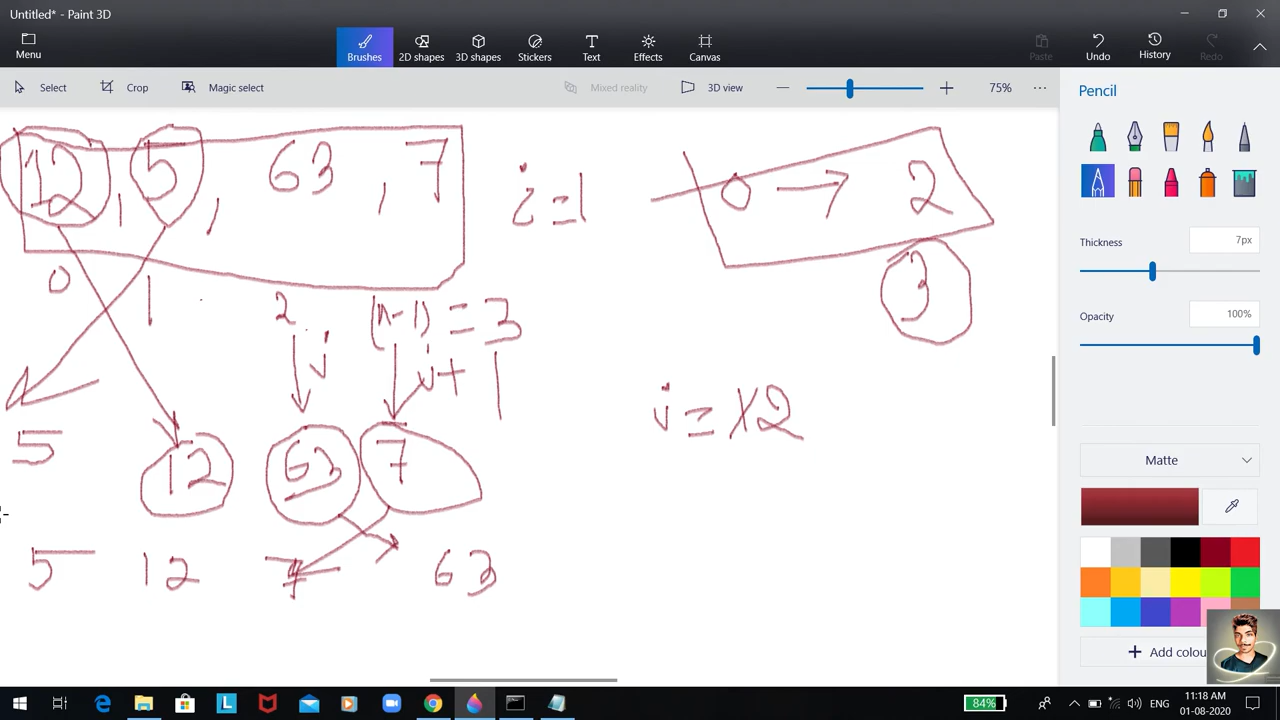 Untitled* - Paint 3D
Menu
Brushes
2D shapes
3D shapes
Stickers
Text
Effects
Canvas
Paste
Undo
History
Redo
Select
Crop
Magic select
Mixed reality
3D view
75%
Pencil
Thickness
7px
Opacity
100%
Matte
Add colou
12, 5, 63, 7
i=1
0 → 2
3
0 1 2 (n-1) = 3
j j+1
5 12 63 7
i = 1 2
5 12 7 63
84%
ENG
11:18 AM
01-08-2020